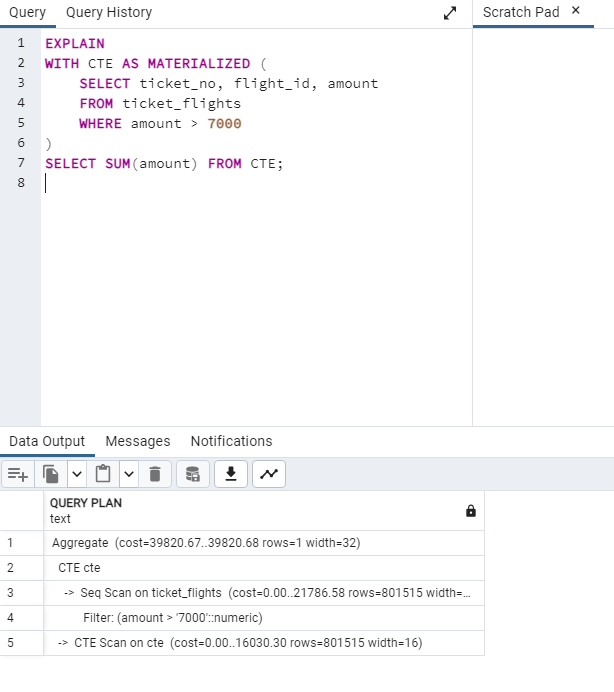 Query Query History
Scratch Pad ×
1 EXPLAIN
2 WITH CTE AS MATERIALIZED (
3 SELECT ticket_no, flight_id, amount
4 FROM ticket_flights
5 WHERE amount > 7000
6 )
7 SELECT SUM(amount) FROM CTE;
8
Data Output Messages Notifications
QUERY PLAN
text
1 Aggregate (cost=39820.67..39820.68 rows=1 width=32)
2 CTE cte
3 -> Seq Scan on ticket_flights (cost=0.00..21786.58 rows=801515 width=...
4 Filter: (amount > '7000'::numeric)
5 -> CTE Scan on cte (cost=0.00..16030.30 rows=801515 width=16)